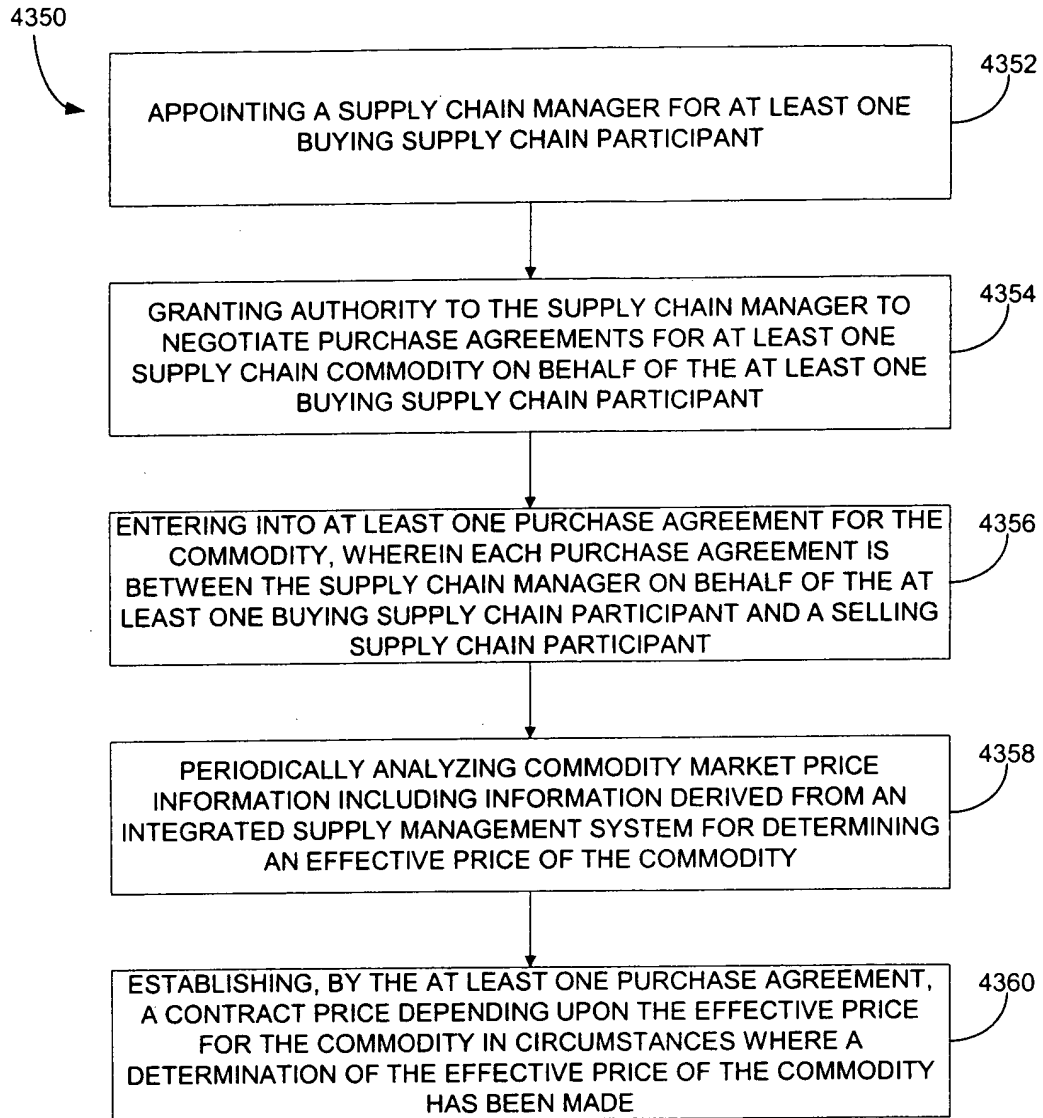 4350
4352
APPOINTING A SUPPLY CHAIN MANAGER FOR AT LEAST ONE
BUYING SUPPLY CHAIN PARTICIPANT
4354
GRANTING AUTHORITY TO THE SUPPLY CHAIN MANAGER TO
NEGOTIATE PURCHASE AGREEMENTS FOR AT LEAST ONE
SUPPLY CHAIN COMMODITY ON BEHALF OF THE AT LEAST ONE
BUYING SUPPLY CHAIN PARTICIPANT
4356
ENTERING INTO AT LEAST ONE PURCHASE AGREEMENT FOR THE
COMMODITY, WHEREIN EACH PURCHASE AGREEMENT IS
BETWEEN THE SUPPLY CHAIN MANAGER ON BEHALF OF THE AT
LEAST ONE BUYING SUPPLY CHAIN PARTICIPANT AND A SELLING
SUPPLY CHAIN PARTICIPANT
4358
PERIODICALLY ANALYZING COMMODITY MARKET PRICE
INFORMATION INCLUDING INFORMATION DERIVED FROM AN
INTEGRATED SUPPLY MANAGEMENT SYSTEM FOR DETERMINING
AN EFFECTIVE PRICE OF THE COMMODITY
4360
ESTABLISHING, BY THE AT LEAST ONE PURCHASE AGREEMENT,
A CONTRACT PRICE DEPENDING UPON THE EFFECTIVE PRICE
FOR THE COMMODITY IN CIRCUMSTANCES WHERE A
DETERMINATION OF THE EFFECTIVE PRICE OF THE COMMODITY
HAS BEEN MADE